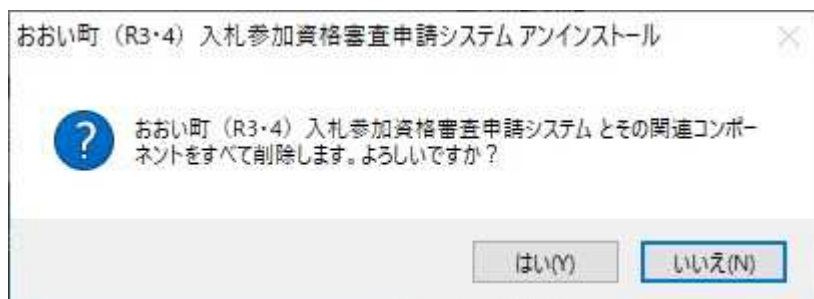 おおい町（R3・4）入札参加資格審査申請システム アンインストール
おおい町（R3・4）入札参加資格審査申請システム とその関連コンポー
ネントをすべて削除します。よろしいですか？
はい(Y) いいえ(N)